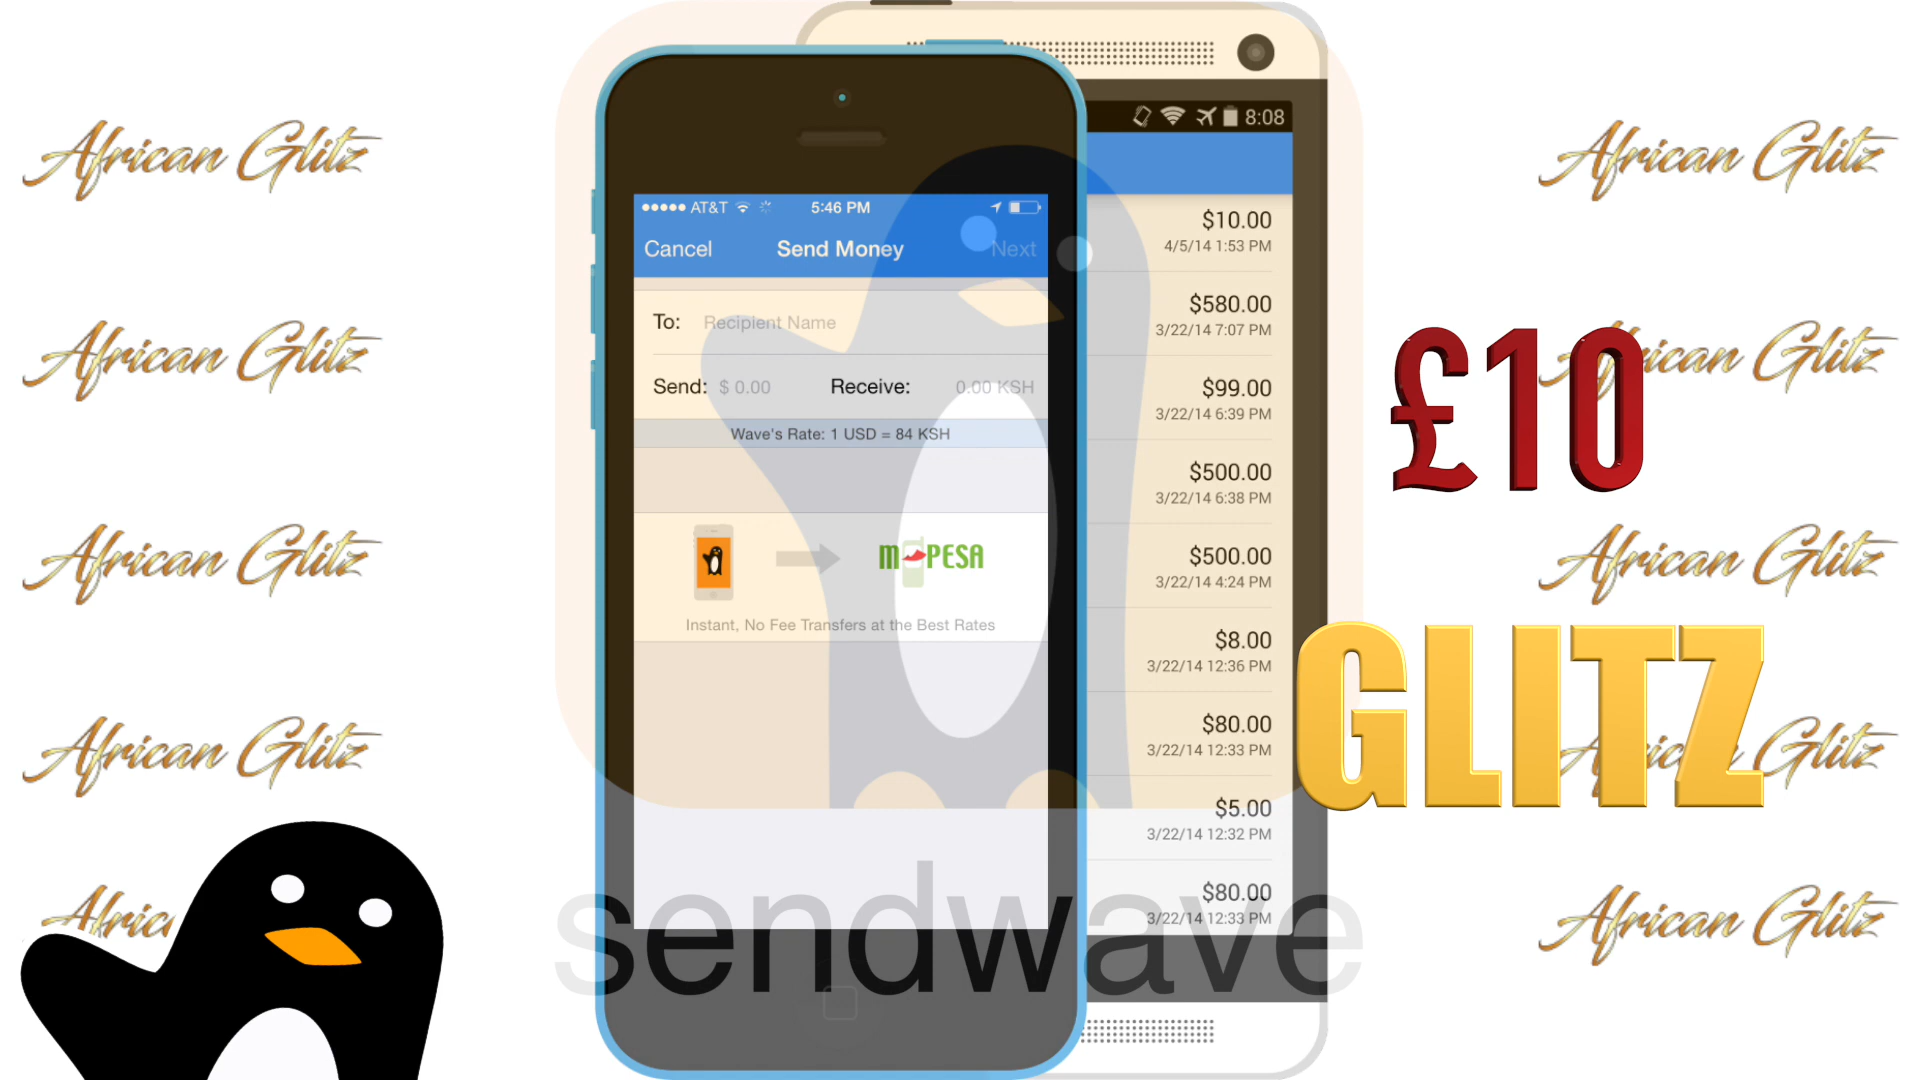 African Glitz
African Glitz
African Glitz
African Glitz
Afric
8:08
AT&T 5:46 PM
Cancel Send Money Next
To: Recipient Name
Send: $ 0.00 Receive: 0.00 KSH
Wave's Rate: 1 USD = 84 KSH
M PESA
Instant, No Fee Transfers at the Best Rates
$10.00
4/5/14 1:53 PM
$580.00
3/22/14 7:07 PM
$99.00
3/22/14 6:39 PM
$500.00
3/22/14 6:38 PM
$500.00
3/22/14 4:24 PM
$8.00
3/22/14 12:36 PM
$80.00
3/22/14 12:33 PM
$5.00
3/22/14 12:32 PM
$80.00
3/22/14 12:33 PM
sendwave
African Glitz
£10
African Glitz
African Glitz
GLITZ
African Glitz
African Glitz